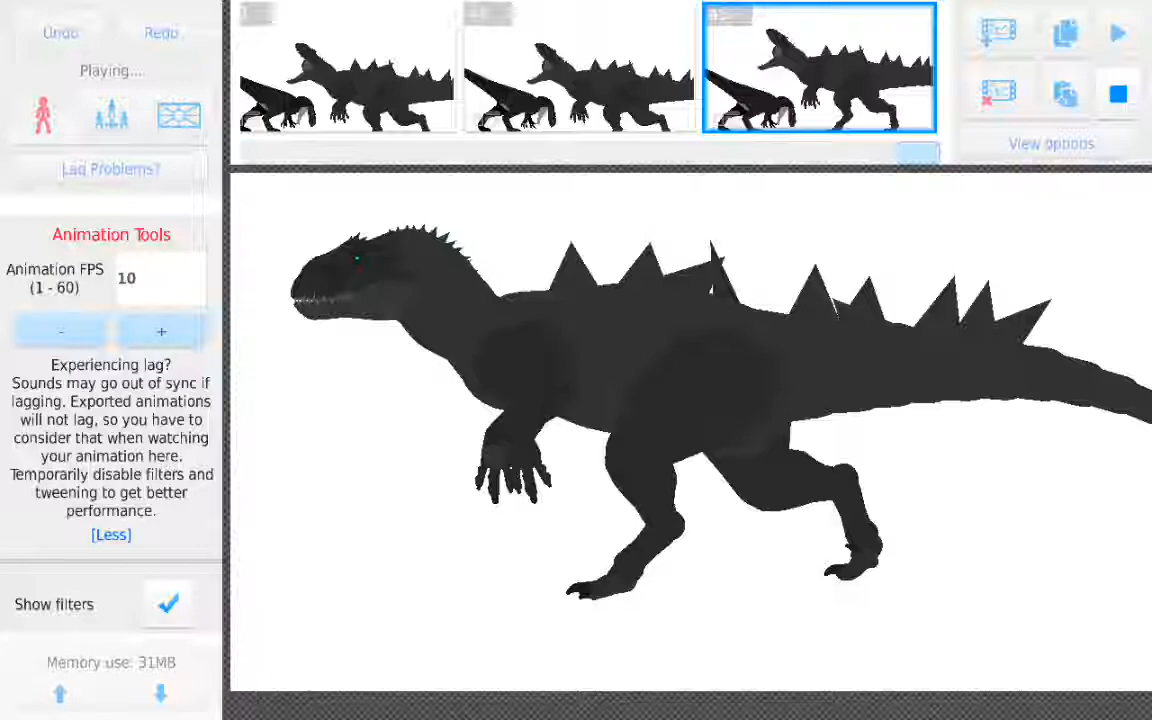 Undo
Redo
Playing...
Lag Problems?
View options
Animation Tools
Animation FPS
(1 - 60)
10
-
+
Experiencing lag?
Sounds may go out of sync if
lagging. Exported animations
will not lag, so you have to
consider that when watching
your animation here.
Temporarily disable filters and
tweening to get better
performance.
[Less]
Show filters
Memory use: 31MB